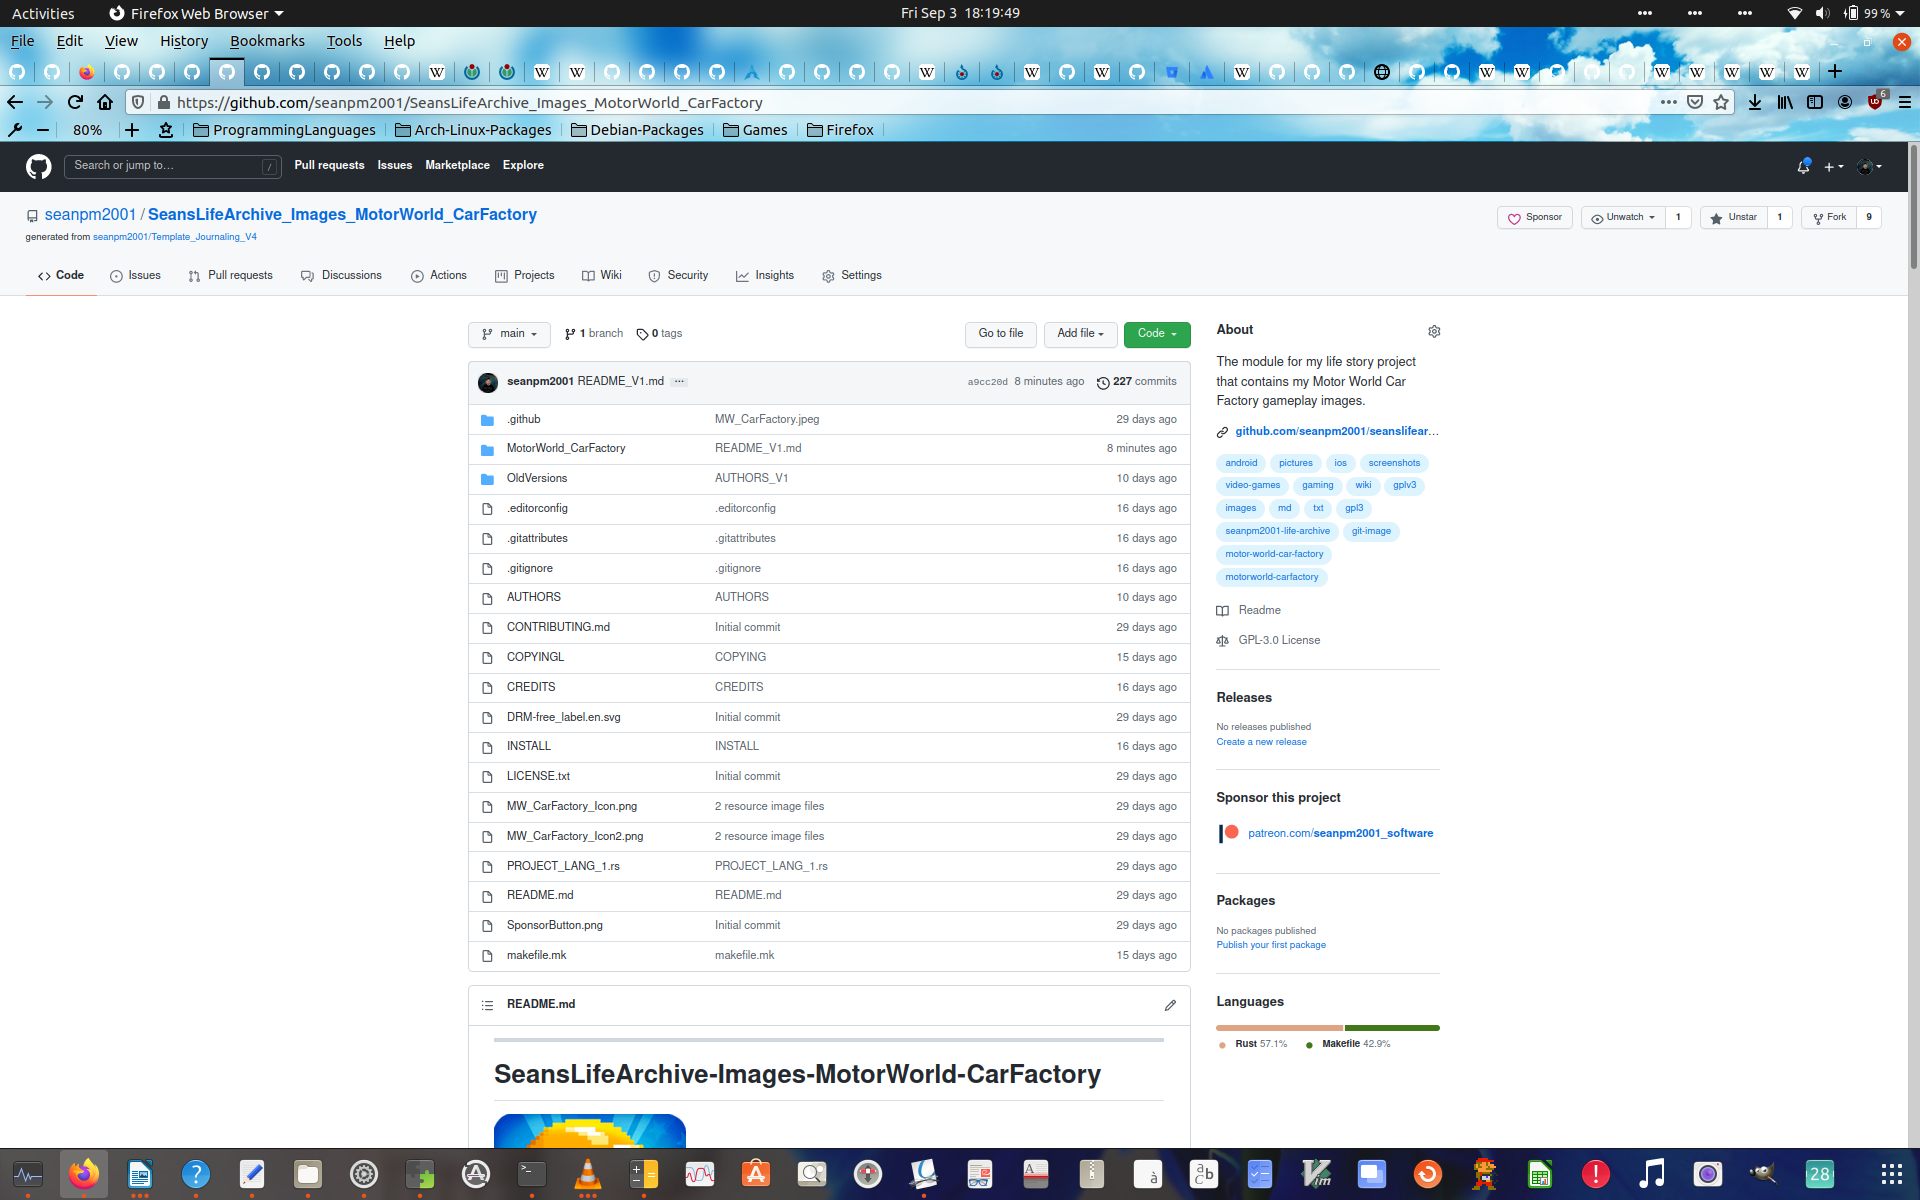 Activities Firefox Web Browser Fri Sep 3 18:19:49 99 %
File Edit View History Bookmarks Tools Help
https://github.com/seanpm2001/SeansLifeArchive_Images_MotorWorld_CarFactory 6
80% ProgrammingLanguages Arch-Linux-Packages Debian-Packages Games Firefox
Search or jump to… / Pull requests Issues Marketplace Explore
seanpm2001 / SeansLifeArchive_Images_MotorWorld_CarFactory Sponsor Unwatch 1 Unstar 1 Fork 9
generated from seanpm2001/Template_Journaling_V4
Code Issues Pull requests Discussions Actions Projects Wiki Security Insights Settings
main 1 branch 0 tags Go to file Add file Code
seanpm2001 README_V1.md ... a9cc20d 8 minutes ago 227 commits
.github MW_CarFactory.jpeg 29 days ago
MotorWorld_CarFactory README_V1.md 8 minutes ago
OldVersions AUTHORS_V1 10 days ago
.editorconfig .editorconfig 16 days ago
.gitattributes .gitattributes 16 days ago
.gitignore .gitignore 16 days ago
AUTHORS AUTHORS 10 days ago
CONTRIBUTING.md Initial commit 29 days ago
COPYINGL COPYING 15 days ago
CREDITS CREDITS 16 days ago
DRM-free_label.en.svg Initial commit 29 days ago
INSTALL INSTALL 16 days ago
LICENSE.txt Initial commit 29 days ago
MW_CarFactory_Icon.png 2 resource image files 29 days ago
MW_CarFactory_Icon2.png 2 resource image files 29 days ago
PROJECT_LANG_1.rs PROJECT_LANG_1.rs 29 days ago
README.md README.md 29 days ago
SponsorButton.png Initial commit 29 days ago
makefile.mk makefile.mk 15 days ago
README.md
SeansLifeArchive-Images-MotorWorld-CarFactory
About
The module for my life story project
that contains my Motor World Car
Factory gameplay images.
github.com/seanpm2001/seanslifear…
android pictures ios screenshots
video-games gaming wiki gplv3
images md txt gpl3
seanpm2001-life-archive git-image
motor-world-car-factory
motorworld-carfactory
Readme
GPL-3.0 License
Releases
No releases published
Create a new release
Sponsor this project
patreon.com/seanpm2001_software
Packages
No packages published
Publish your first package
Languages
Rust 57.1% Makefile 42.9%
28